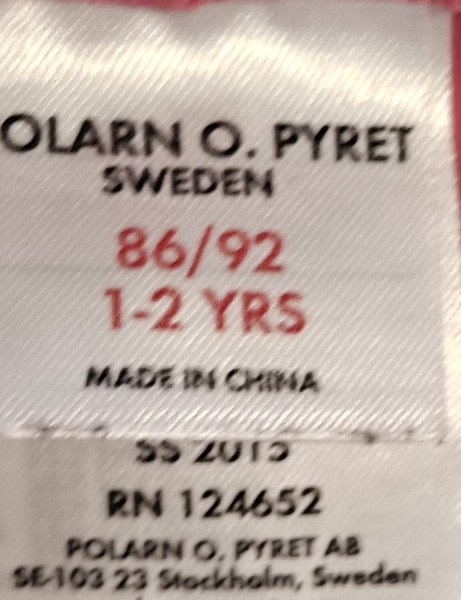 OLARN O. PYRET
SWEDEN
86/92
1-2 YRS
MADE IN CHINA
SS 2015
RN 124652
POLARN O. PYRET AB
SE-103 23 Stockholm, Sweden